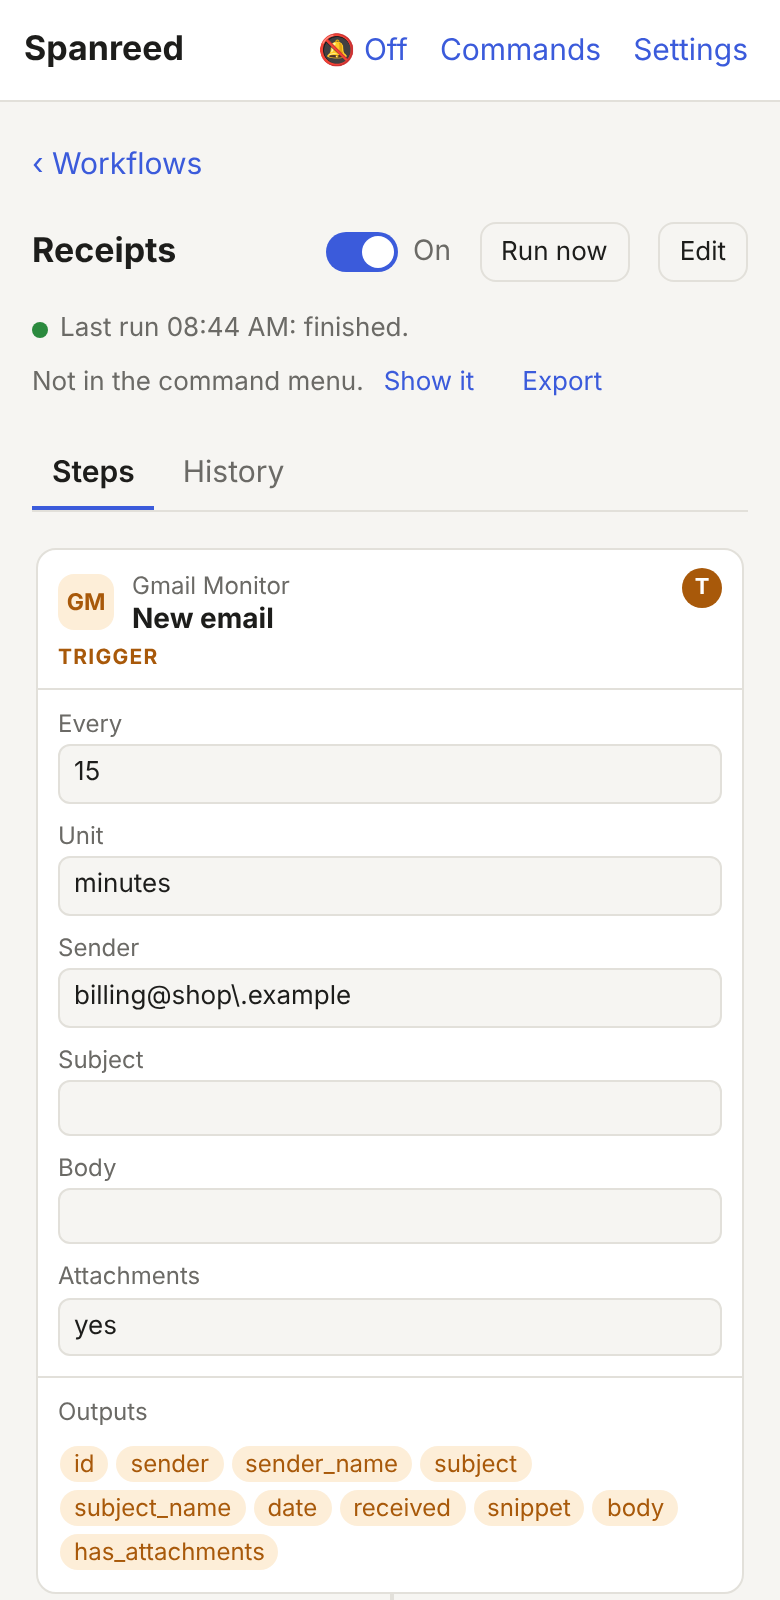 Spanreed
Off
Commands
Settings
‹ Workflows
Receipts
On
Run now
Edit
Last run 08:44 AM: finished.
Not in the command menu. Show it Export
Steps
History
GM
Gmail Monitor
New email
T
TRIGGER
Every
15
Unit
minutes
Sender
billing@shop\.example
Subject
Body
Attachments
yes
Outputs
id sender sender_name subject
subject_name date received snippet body
has_attachments